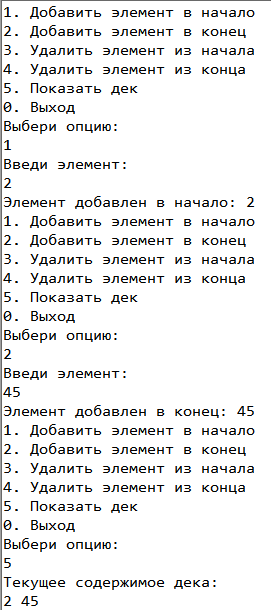 1. Добавить элемент в начало
2. Добавить элемент в конец
3. Удалить элемент из начала
4. Удалить элемент из конца
5. Показать дек
0. Выход
Выбери опцию:
1
Введи элемент:
2
Элемент добавлен в начало: 2
1. Добавить элемент в начало
2. Добавить элемент в конец
3. Удалить элемент из начала
4. Удалить элемент из конца
5. Показать дек
0. Выход
Выбери опцию:
2
Введи элемент:
45
Элемент добавлен в конец: 45
1. Добавить элемент в начало
2. Добавить элемент в конец
3. Удалить элемент из начала
4. Удалить элемент из конца
5. Показать дек
0. Выход
Выбери опцию:
5
Текущее содержимое дека:
2 45